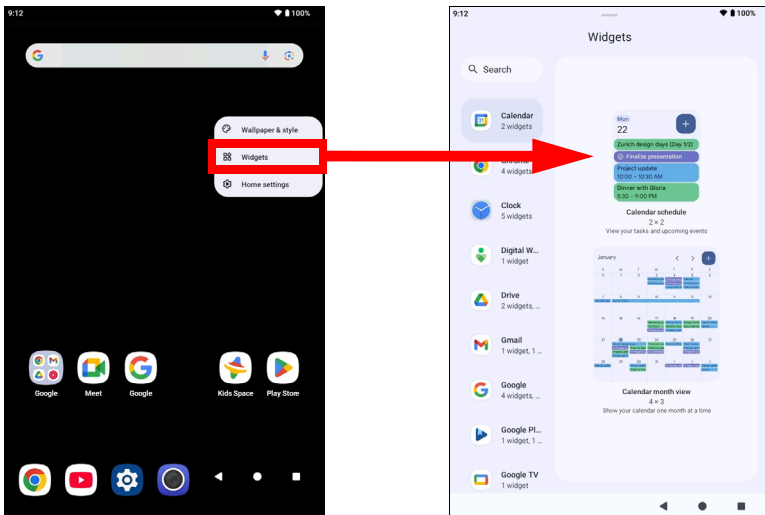 9:12
100%
Wallpaper & style
Widgets
Home settings
Google
Meet
Google
Kids Space
Play Store
9:12
100%
Widgets
Search
Calendar
2 widgets
4 widgets
Clock
5 widgets
Digital W...
1 widget
Drive
2 widgets, ...
Gmail
1 widget, 1 ...
Google
4 widgets, ...
Google Pl...
1 widget, 1 ...
Google TV
1 widget
Mon
22
Zurich design days (Day 1/2)
Finalize presentation
Project update
10:00 – 10:30 AM
Dinner with Gloria
5:30 – 9:00 PM
Calendar schedule
2 × 2
View your tasks and upcoming events
January
Calendar month view
4 × 3
Show your calendar one month at a time